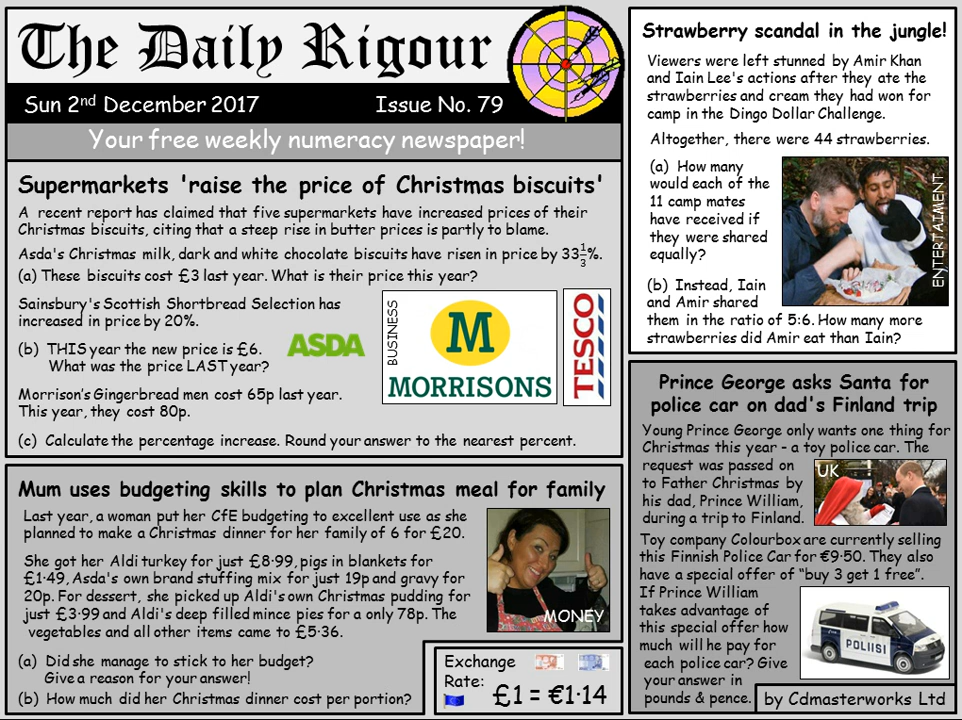 The Daily Rigour
Sun 2nd December 2017 Issue No. 79
Your free weekly numeracy newspaper!
Supermarkets 'raise the price of Christmas biscuits'
A recent report has claimed that five supermarkets have increased prices of their
Christmas biscuits, citing that a steep rise in butter prices is partly to blame.
Asda's Christmas milk, dark and white chocolate biscuits have risen in price by 33 1/3%.
(a) These biscuits cost £3 last year. What is their price this year?
Sainsbury's Scottish Shortbread Selection has
increased in price by 20%.
(b) THIS year the new price is £6.
What was the price LAST year?
Morrison's Gingerbread men cost 65p last year.
This year, they cost 80p.
(c) Calculate the percentage increase. Round your answer to the nearest percent.
ASDA
BUSINESS
M
MORRISONS
TESCO
Mum uses budgeting skills to plan Christmas meal for family
Last year, a woman put her CfE budgeting to excellent use as she
planned to make a Christmas dinner for her family of 6 for £20.
She got her Aldi turkey for just £8·99, pigs in blankets for
£1·49, Asda's own brand stuffing mix for just 19p and gravy for
20p. For dessert, she picked up Aldi's own Christmas pudding for
just £3·99 and Aldi's deep filled mince pies for a only 78p. The
vegetables and all other items came to £5·36.
(a) Did she manage to stick to her budget?
Give a reason for your answer!
(b) How much did her Christmas dinner cost per portion?
MONEY
Exchange
Rate:
£1 = €1·14
Strawberry scandal in the jungle!
Viewers were left stunned by Amir Khan
and Iain Lee's actions after they ate the
strawberries and cream they had won for
camp in the Dingo Dollar Challenge.
Altogether, there were 44 strawberries.
(a) How many
would each of the
11 camp mates
have received if
they were shared
equally?
(b) Instead, Iain
and Amir shared
them in the ratio of 5:6. How many more
strawberries did Amir eat than Iain?
ENTERTAIMENT
Prince George asks Santa for
police car on dad's Finland trip
Young Prince George only wants one thing for
Christmas this year - a toy police car. The
request was passed on
to Father Christmas by
his dad, Prince William,
during a trip to Finland.
UK
Toy company Colourbox are currently selling
this Finnish Police Car for €9·50. They also
have a special offer of "buy 3 get 1 free".
If Prince William
takes advantage of
this special offer how
much will he pay for
each police car? Give
your answer in
pounds & pence.
POLIISI
by Cdmasterworks Ltd